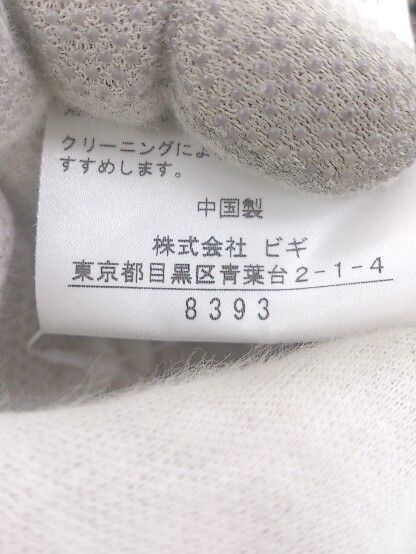 クリーニングによ
すすめします。
中国製
株式会社 ビギ
東京都目黒区青葉台2-1-4
8393